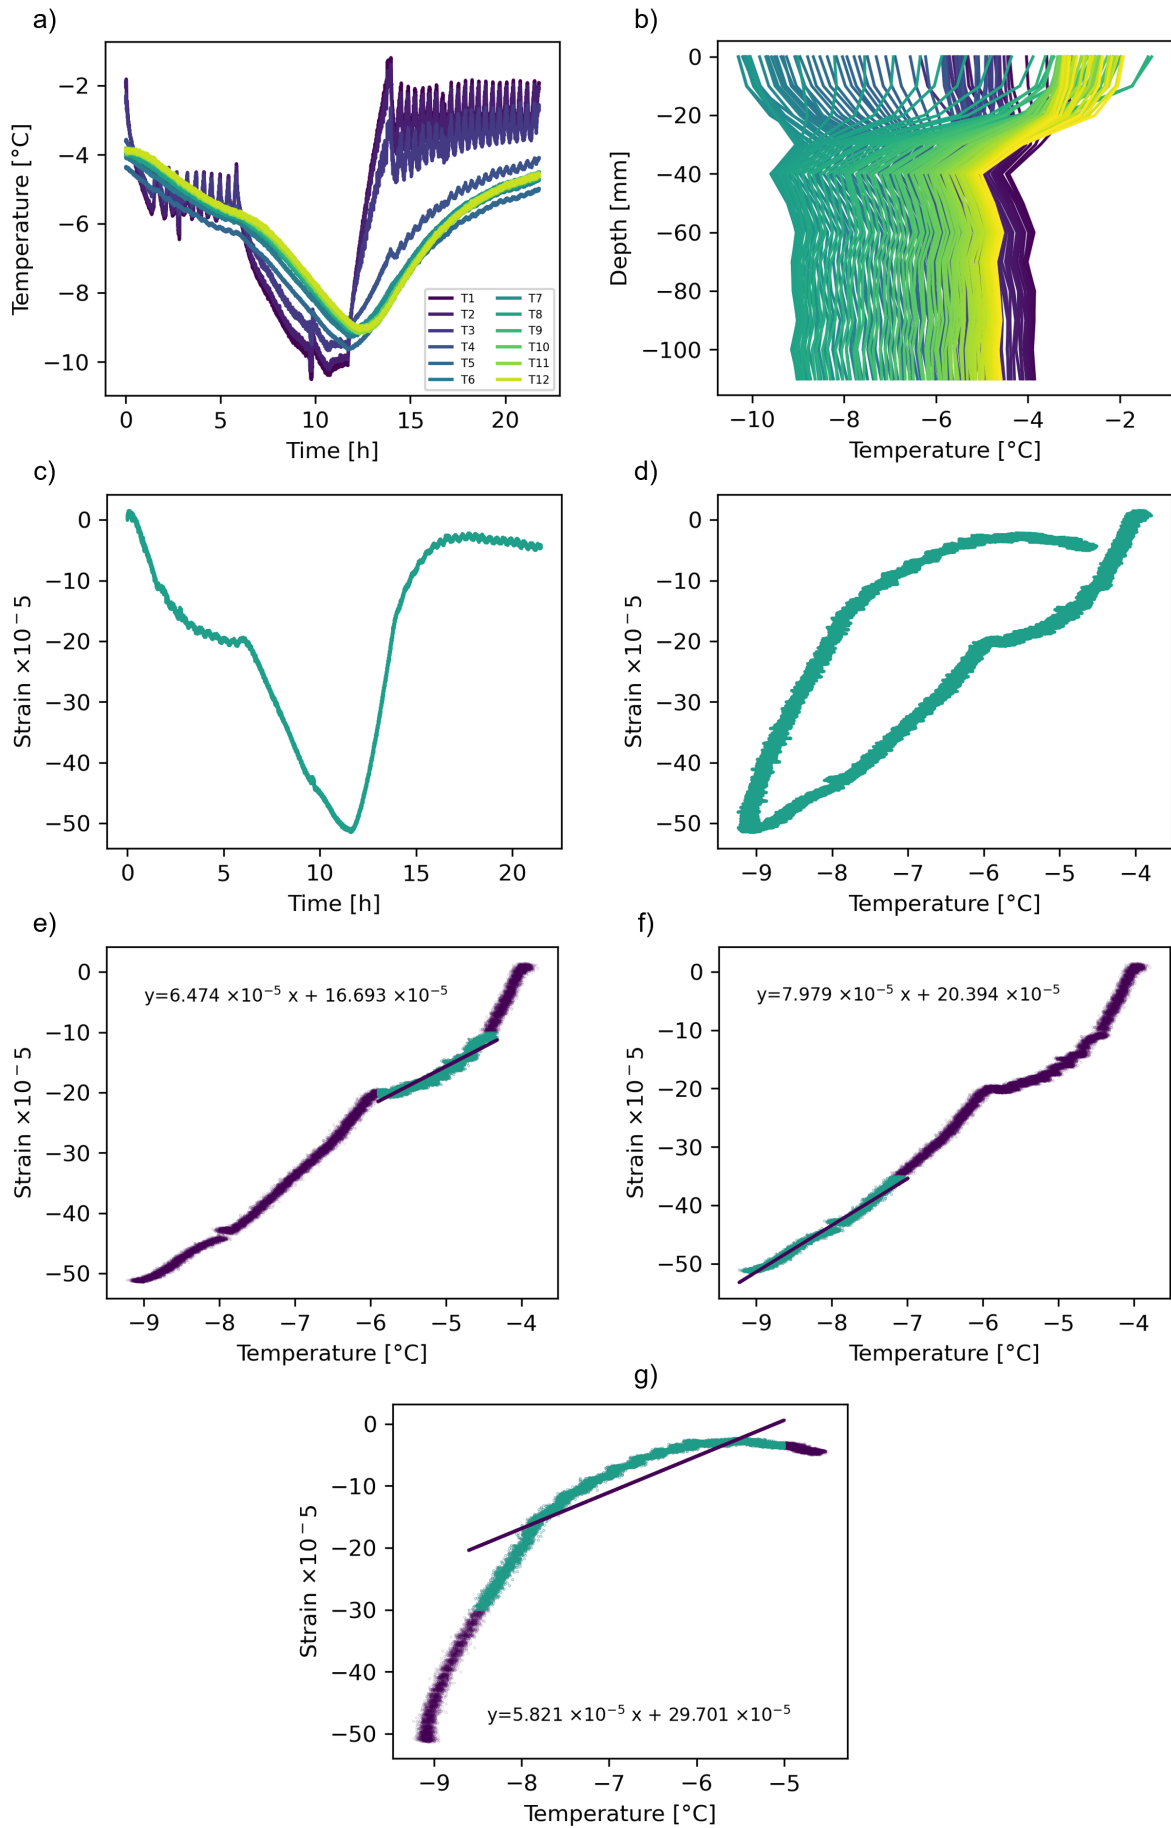 a)
b)
−2
−4
−6
−8
−10
Temperature [°C]
0
5
10
15
20
Time [h]
T1
T2
T3
T4
T5
T6
T7
T8
T9
T10
T11
T12
0
−20
−40
−60
−80
−100
Depth [mm]
−10
−8
−6
−4
−2
Temperature [°C]
c)
d)
0
−10
−20
−30
−40
−50
Strain ×10⁻5
0
5
10
15
20
Time [h]
0
−10
−20
−30
−40
−50
Strain ×10⁻5
−9
−8
−7
−6
−5
−4
Temperature [°C]
e)
f)
y=6.474 ×10⁻⁵ x + 16.693 ×10⁻⁵
0
−10
−20
−30
−40
−50
Strain ×10⁻5
−9
−8
−7
−6
−5
−4
Temperature [°C]
y=7.979 ×10⁻⁵ x + 20.394 ×10⁻⁵
0
−10
−20
−30
−40
−50
Strain ×10⁻5
−9
−8
−7
−6
−5
−4
Temperature [°C]
g)
0
−10
−20
−30
−40
−50
Strain ×10⁻5
y=5.821 ×10⁻⁵ x + 29.701 ×10⁻⁵
−9
−8
−7
−6
−5
Temperature [°C]